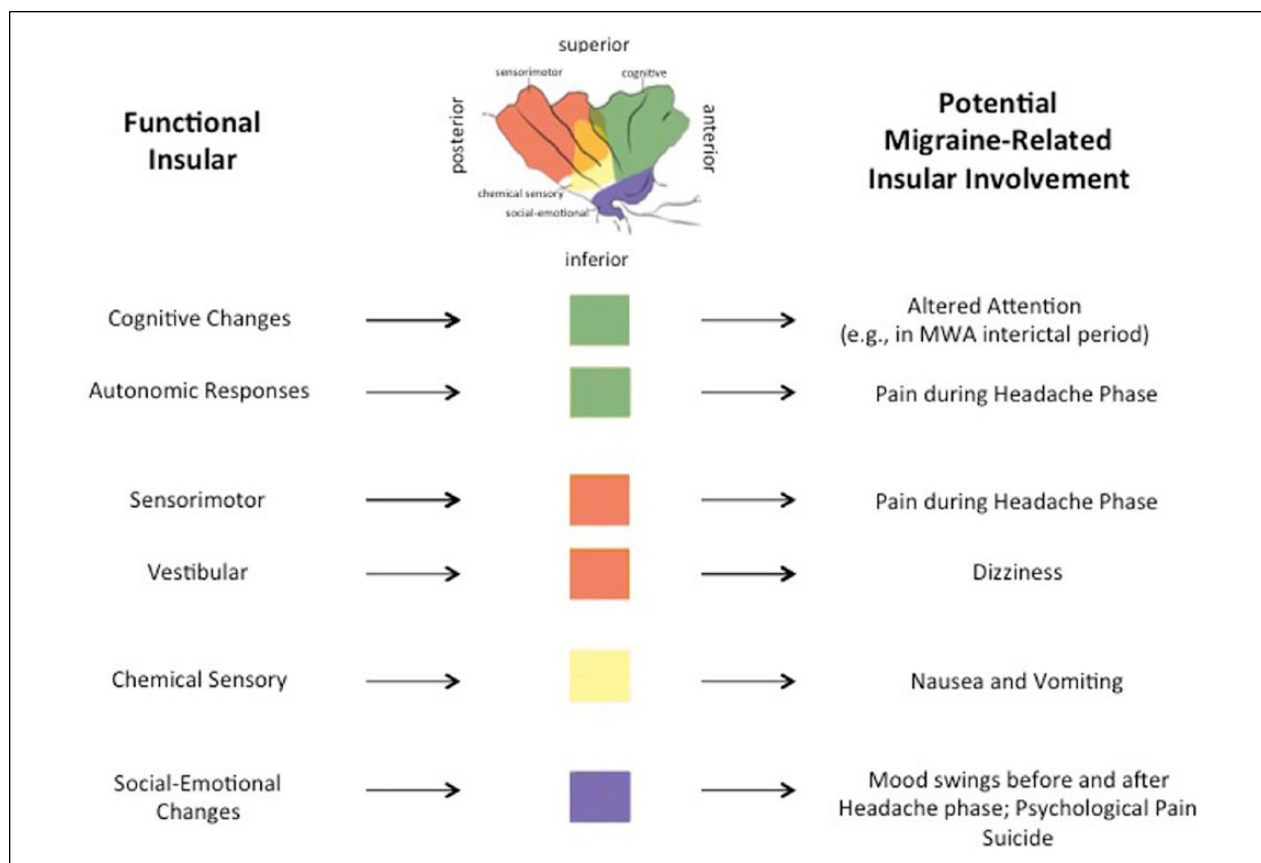 superior
sensorimotor
cognitive
posterior
anterior
chemical sensory
social-emotional
inferior
Functional
Insular
Potential
Migraine-Related
Insular Involvement
Cognitive Changes
Altered Attention
(e.g., in MWA interictal period)
Autonomic Responses
Pain during Headache Phase
Sensorimotor
Pain during Headache Phase
Vestibular
Dizziness
Chemical Sensory
Nausea and Vomiting
Social-Emotional
Changes
Mood swings before and after
Headache phase; Psychological Pain
Suicide